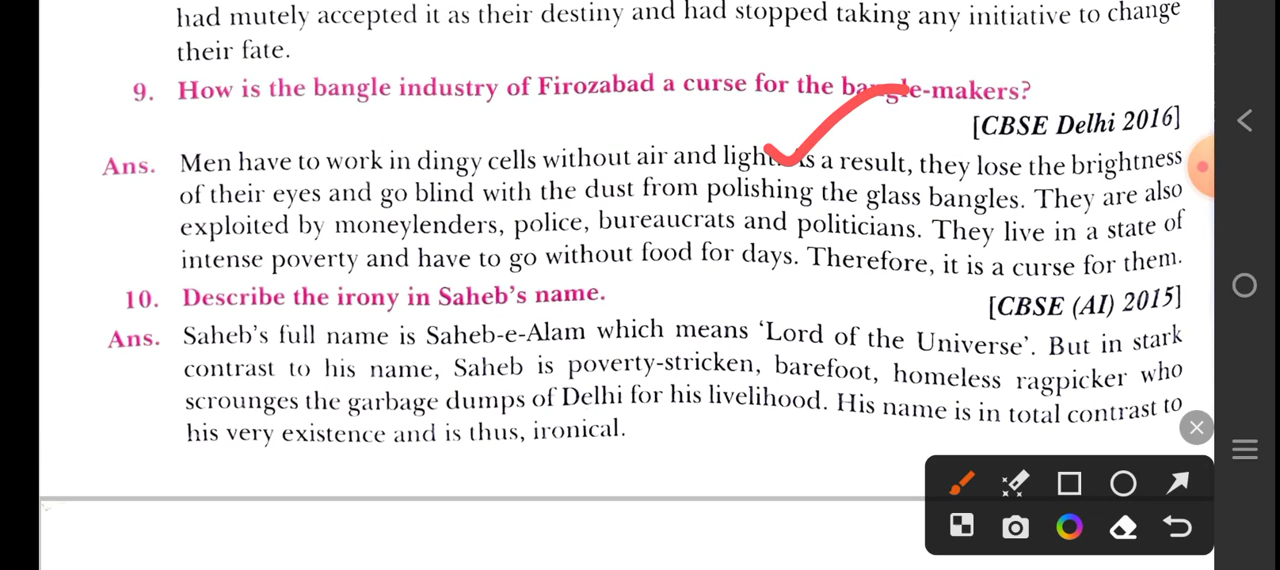 had mutely accepted it as their destiny and had stopped taking any initiative to change
their fate.
9. How is the bangle industry of Firozabad a curse for the bangle-makers?
[CBSE Delhi 2016]
Ans. Men have to work in dingy cells without air and light. As a result, they lose the brightness
of their eyes and go blind with the dust from polishing the glass bangles. They are also
exploited by moneylenders, police, bureaucrats and politicians. They live in a state of
intense poverty and have to go without food for days. Therefore, it is a curse for them.
10. Describe the irony in Saheb's name.
[CBSE (AI) 2015]
Ans. Saheb's full name is Saheb-e-Alam which means 'Lord of the Universe'. But in stark
contrast to his name, Saheb is poverty-stricken, barefoot, homeless ragpicker who
scrounges the garbage dumps of Delhi for his livelihood. His name is in total contrast to
his very existence and is thus, ironical.